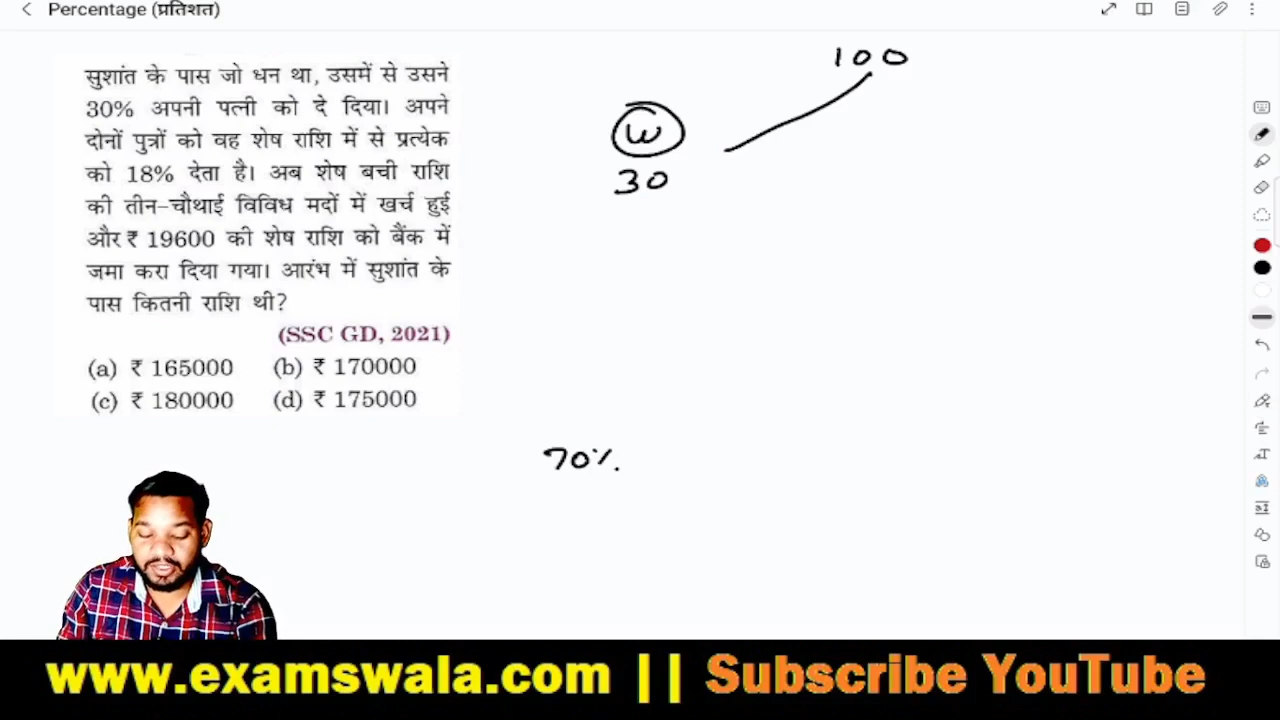 Percentage (प्रतिशत)
सुशांत के पास जो धन था, उसमें से उसने
30% अपनी पत्नी को दे दिया। अपने
दोनों पुत्रों को वह शेष राशि में से प्रत्येक
को 18% देता है। अब शेष बची राशि
की तीन-चौथाई विविध मदों में खर्च हुई
और ₹ 19600 की शेष राशि को बैंक में
जमा करा दिया गया। आरंभ में सुशांत के
पास कितनी राशि थी?
(SSC GD, 2021)
(a) ₹ 165000 (b) ₹ 170000
(c) ₹ 180000 (d) ₹ 175000
100
W
30
70%
www.examswala.com || Subscribe YouTube